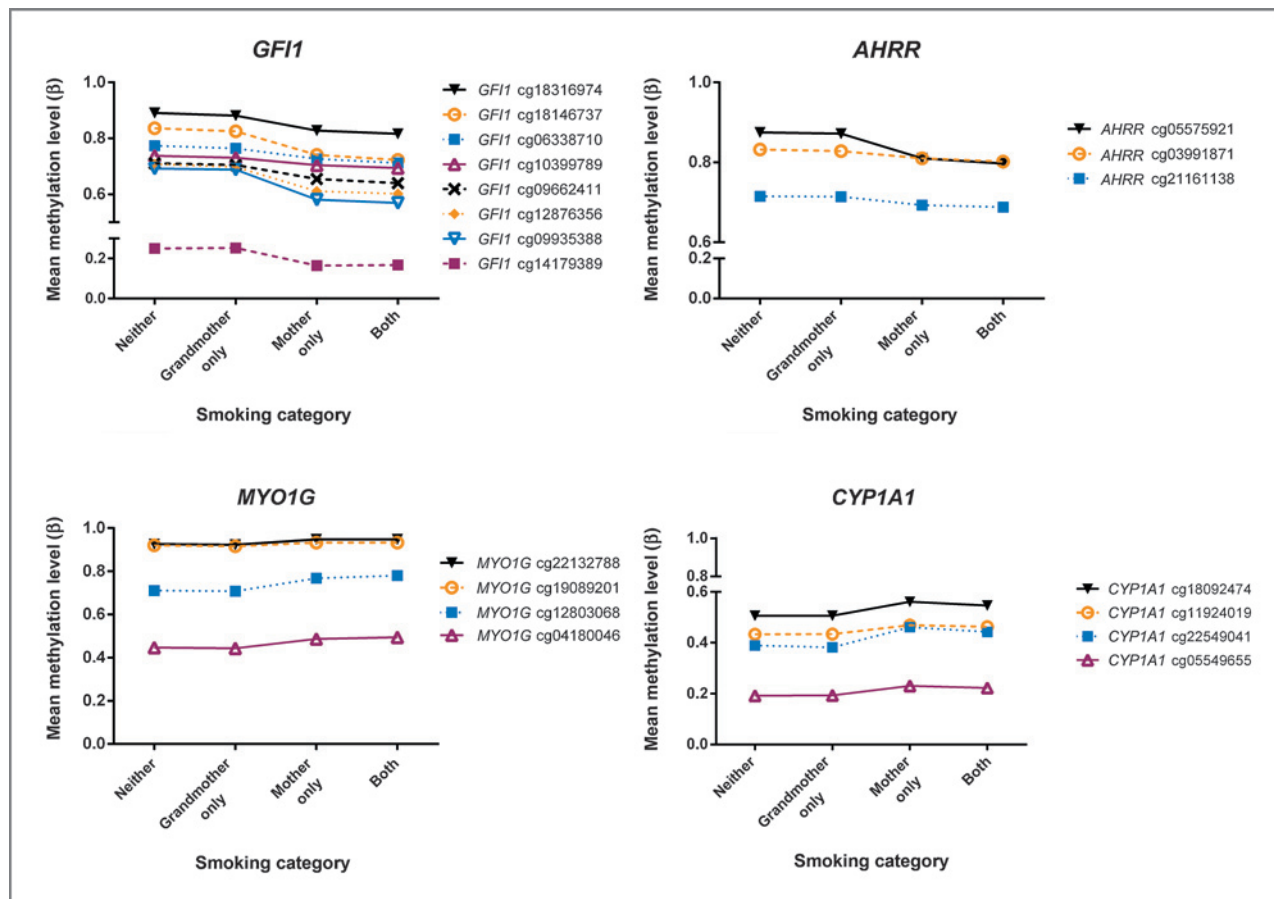 GFI1
Mean methylation level (β)
1.0
0.8
0.6
0.2
0.0
Neither
Grandmother
only
Mother
only
Both
Smoking category
GFI1 cg18316974
GFI1 cg18146737
GFI1 cg06338710
GFI1 cg10399789
GFI1 cg09662411
GFI1 cg12876356
GFI1 cg09935388
GFI1 cg14179389
AHRR
Mean methylation level (β)
1.0
0.8
0.6
0.2
0.0
Neither
Grandmother
only
Mother
only
Both
Smoking category
AHRR cg05575921
AHRR cg03991871
AHRR cg21161138
MYO1G
Mean methylation level (β)
1.0
0.8
0.6
0.4
0.2
0.0
Neither
Grandmother
only
Mother
only
Both
Smoking category
MYO1G cg22132788
MYO1G cg19089201
MYO1G cg12803068
MYO1G cg04180046
CYP1A1
Mean methylation level (β)
1.0
0.8
0.6
0.4
0.2
0.0
Neither
Grandmother
only
Mother
only
Both
Smoking category
CYP1A1 cg18092474
CYP1A1 cg11924019
CYP1A1 cg22549041
CYP1A1 cg05549655